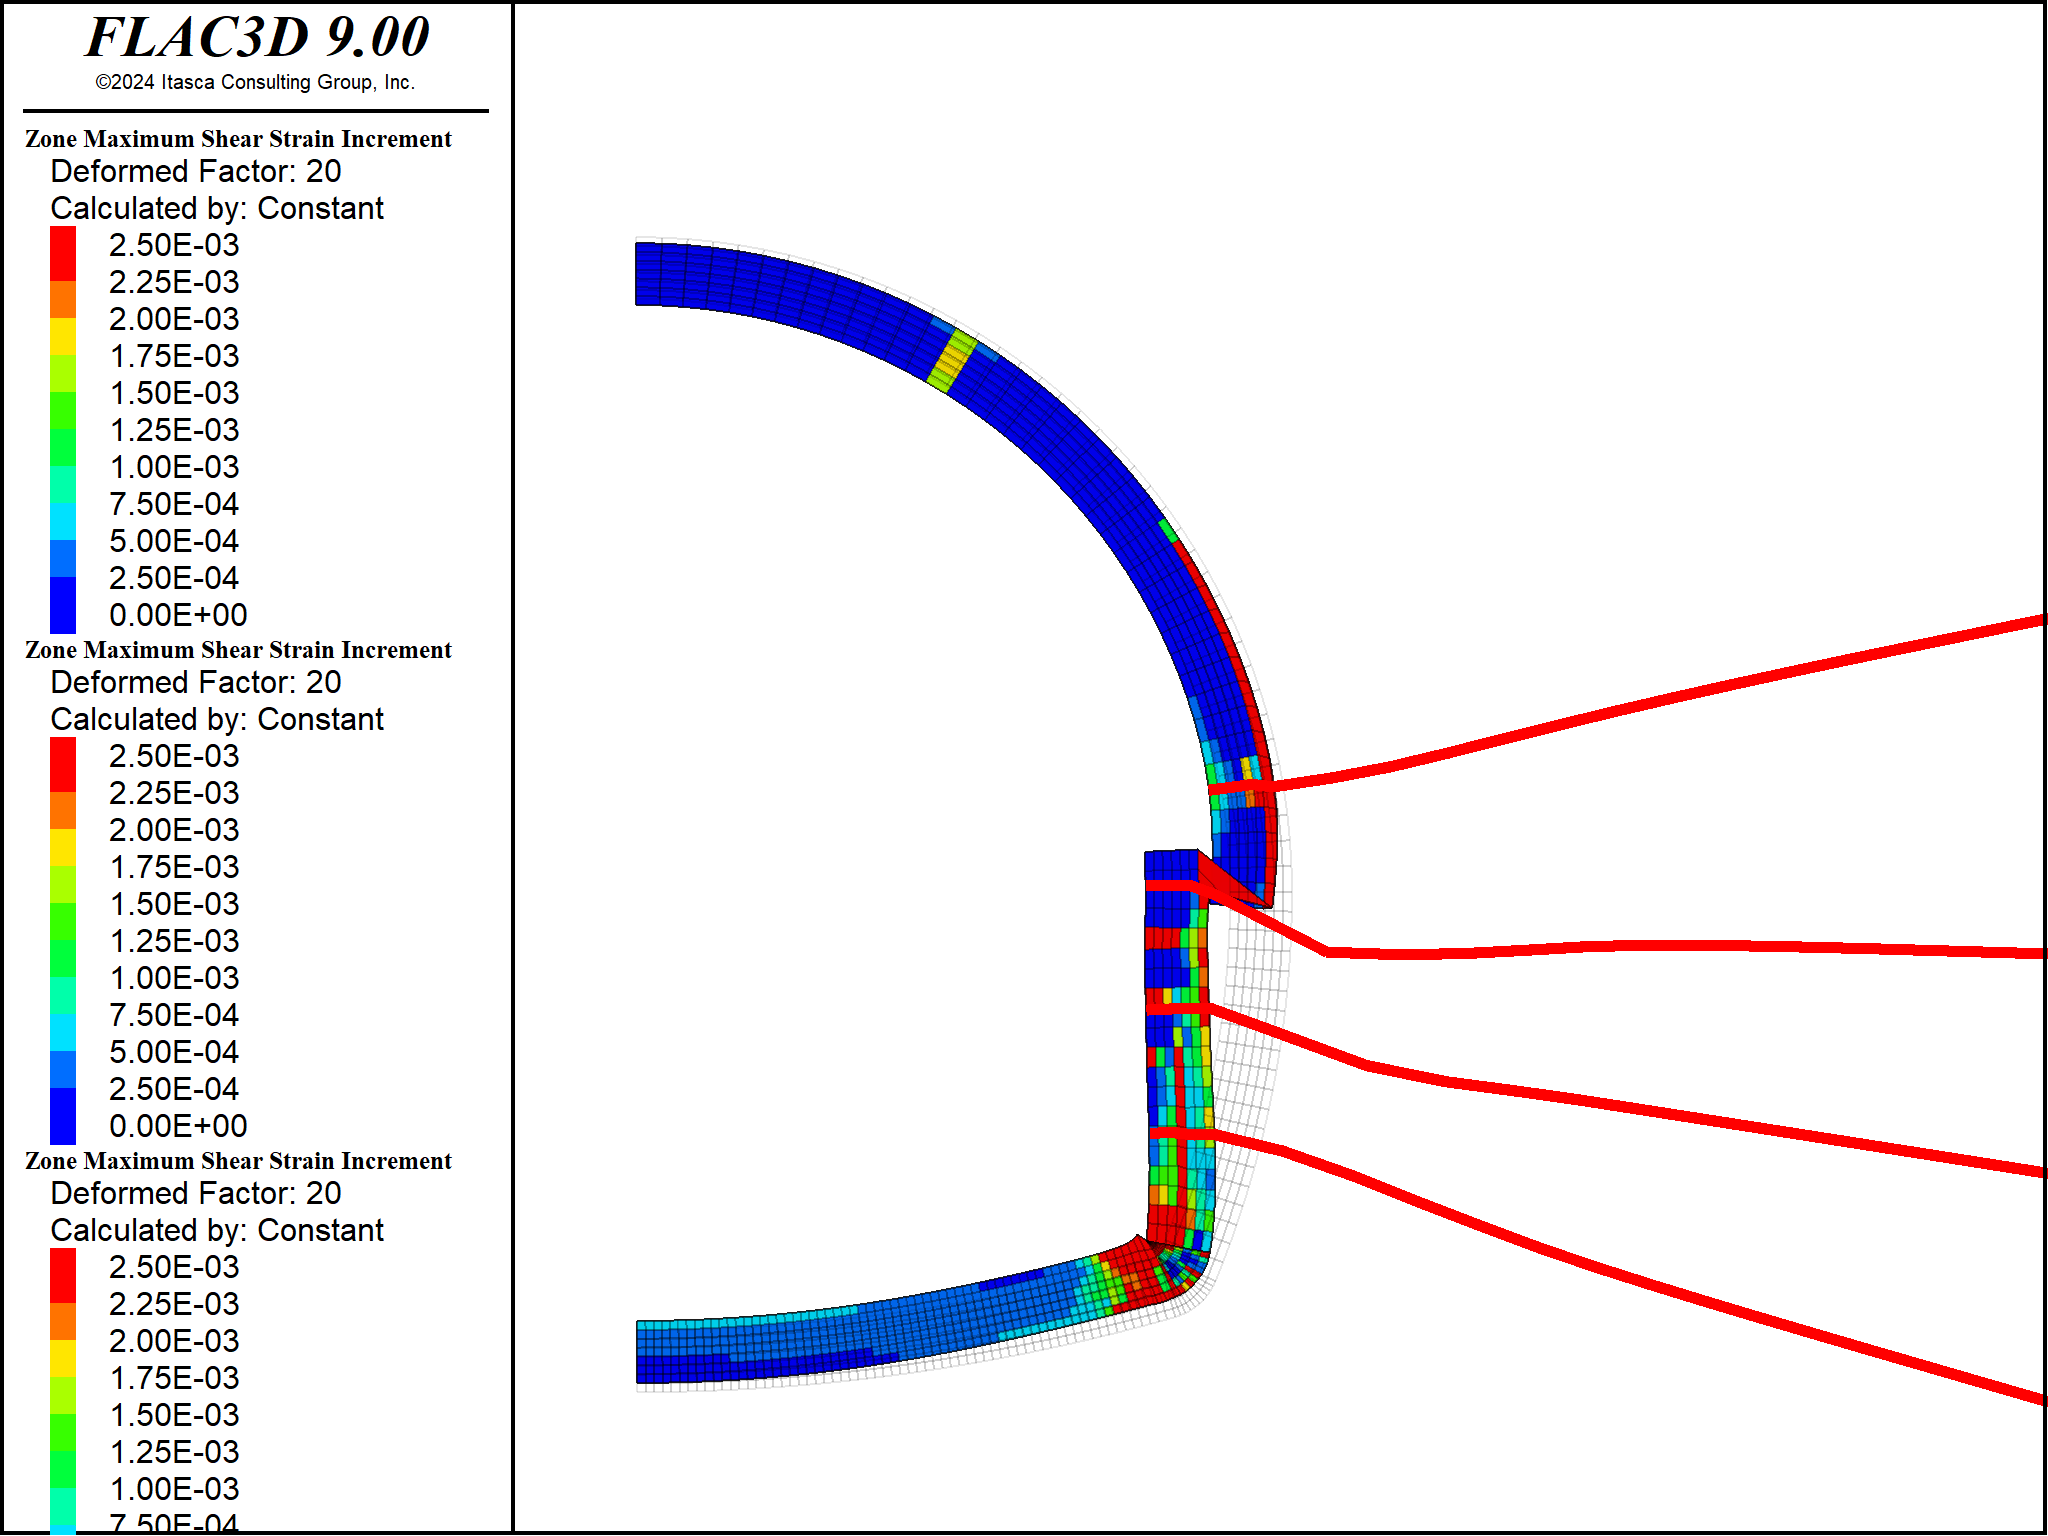 FLAC3D 9.00
©2024 Itasca Consulting Group, Inc.
Zone Maximum Shear Strain Increment
Deformed Factor: 20
Calculated by: Constant
2.50E-03
2.25E-03
2.00E-03
1.75E-03
1.50E-03
1.25E-03
1.00E-03
7.50E-04
5.00E-04
2.50E-04
0.00E+00
Zone Maximum Shear Strain Increment
Deformed Factor: 20
Calculated by: Constant
2.50E-03
2.25E-03
2.00E-03
1.75E-03
1.50E-03
1.25E-03
1.00E-03
7.50E-04
5.00E-04
2.50E-04
0.00E+00
Zone Maximum Shear Strain Increment
Deformed Factor: 20
Calculated by: Constant
2.50E-03
2.25E-03
2.00E-03
1.75E-03
1.50E-03
1.25E-03
1.00E-03
7.50E-04